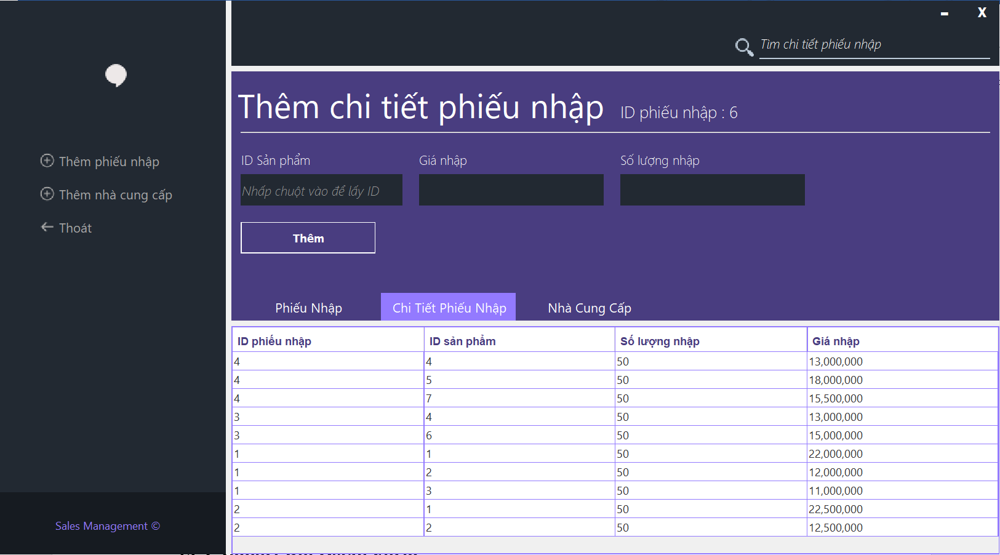 - X
Tìm chi tiết phiếu nhập
Thêm chi tiết phiếu nhập ID phiếu nhập : 6
Thêm phiếu nhập
Thêm nhà cung cấp
Thoát
ID Sản phẩm Giá nhập Số lượng nhập
Nhấp chuột vào để lấy ID
Thêm
Phiếu Nhập Chi Tiết Phiếu Nhập Nhà Cung Cấp
ID phiếu nhập ID sản phẩm Số lượng nhập Giá nhập
4 4 50 13,000,000
4 5 50 18,000,000
4 7 50 15,500,000
3 4 50 13,000,000
3 6 50 15,000,000
1 1 50 22,000,000
1 2 50 12,000,000
1 3 50 11,000,000
2 1 50 22,500,000
2 2 50 12,500,000
Sales Management ©